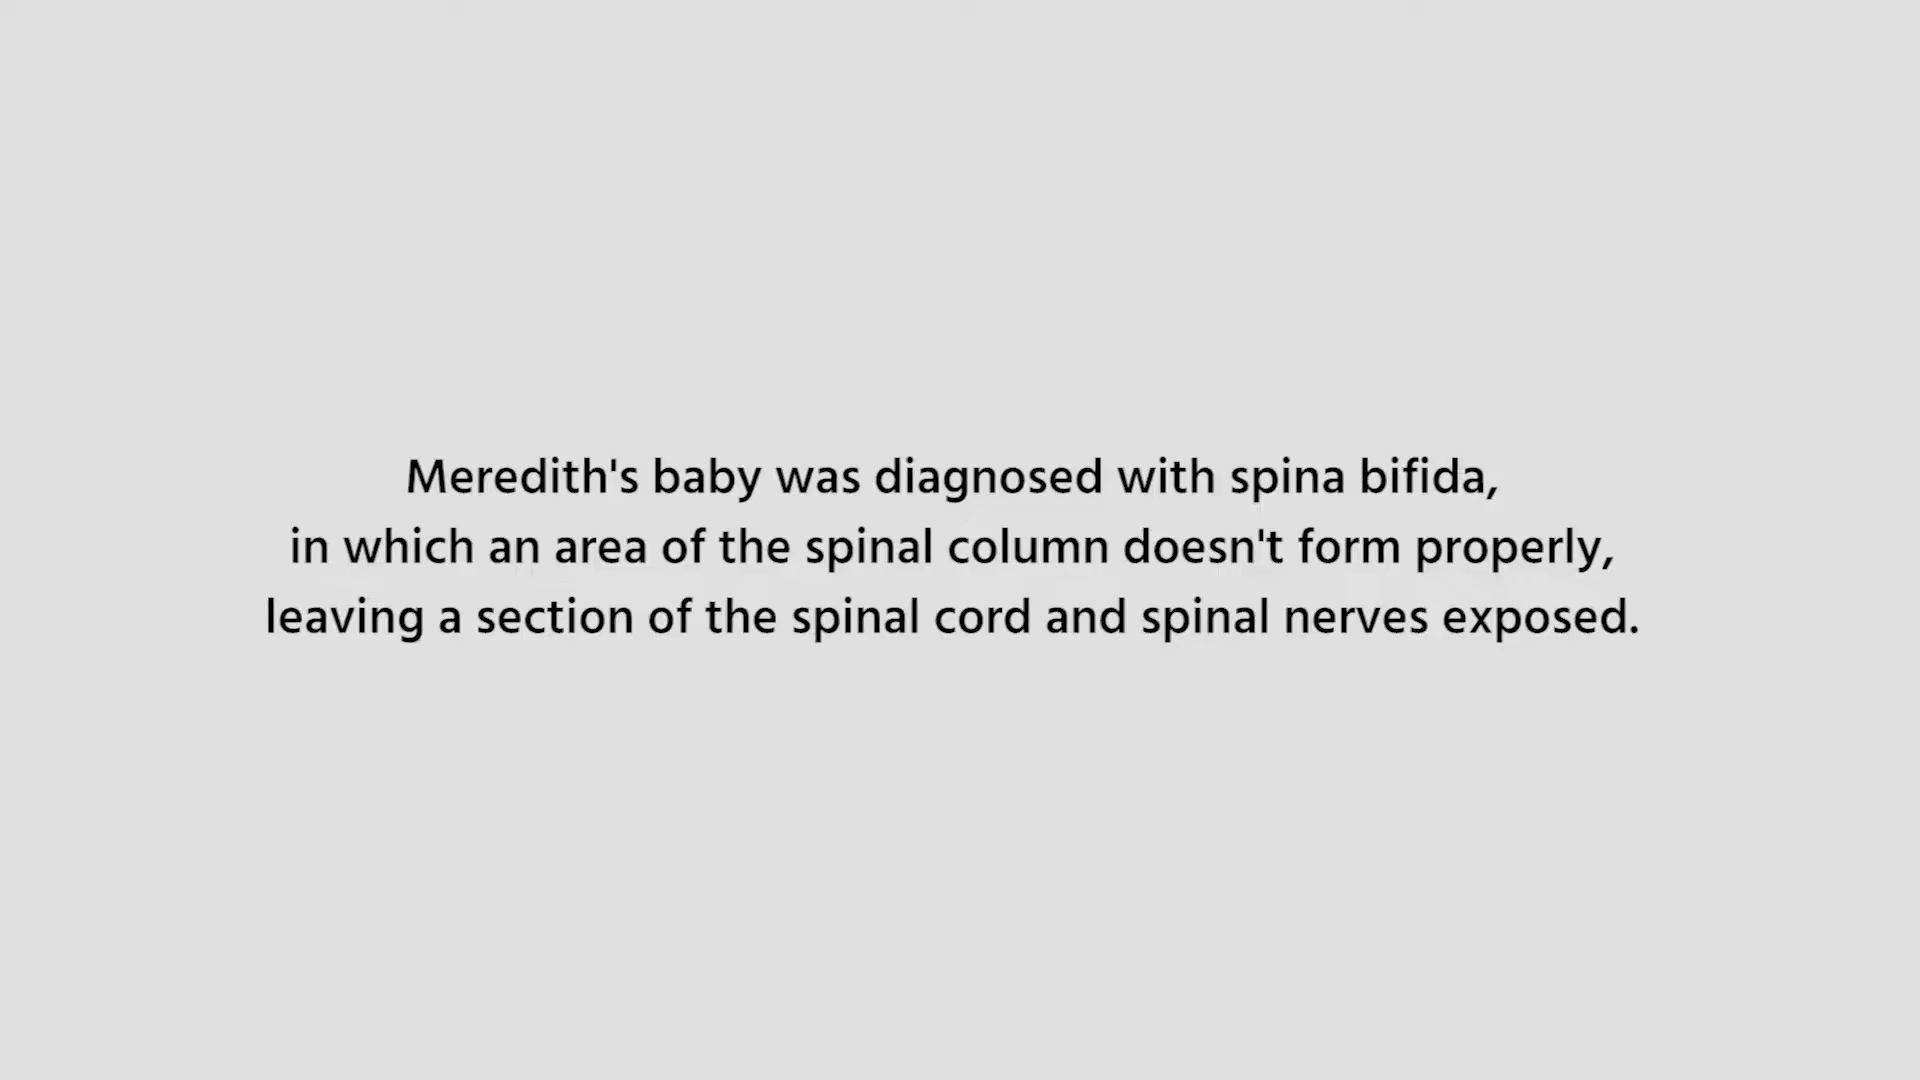 Meredith's baby was diagnosed with spina bifida,
in which an area of the spinal column doesn't form properly,
leaving a section of the spinal cord and spinal nerves exposed.